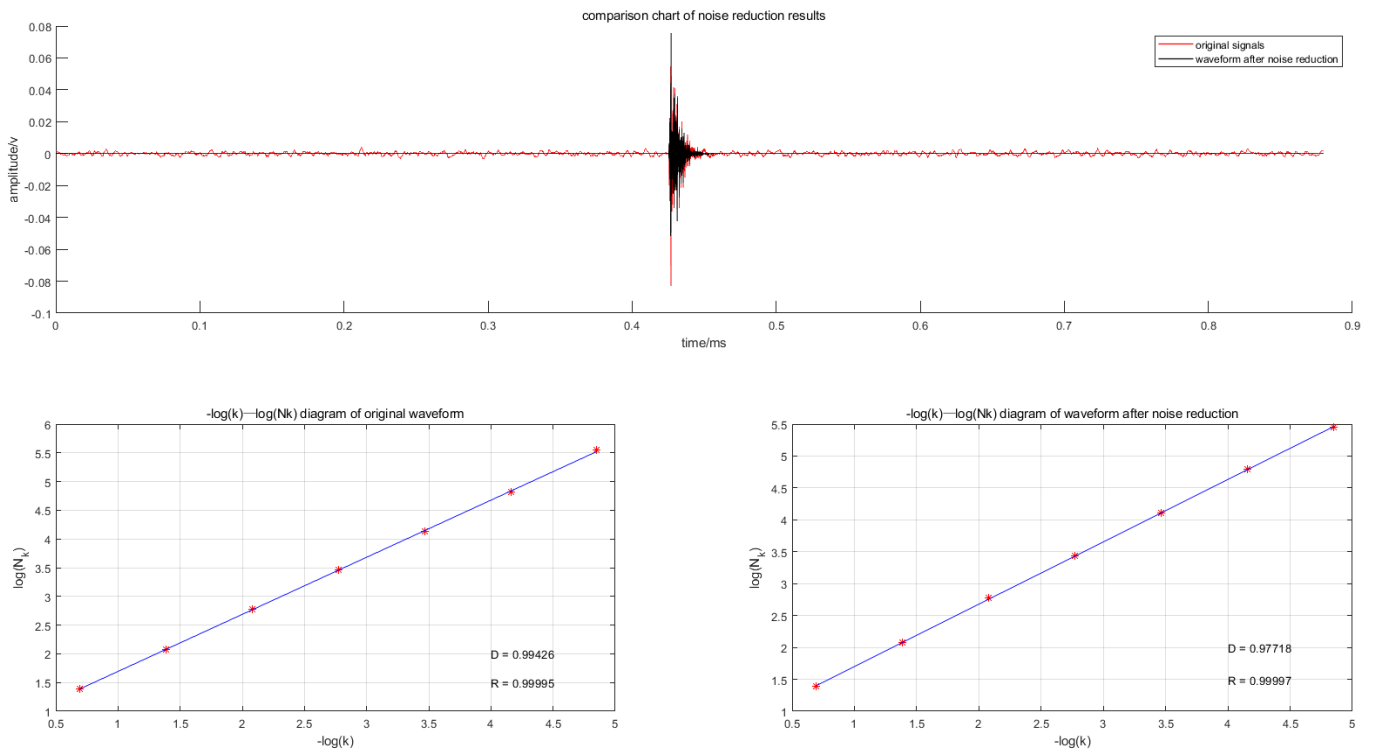 comparison chart of noise reduction results
0.08
0.06
0.04
0.02
0
-0.02
-0.04
-0.06
-0.08
-0.1
amplitude/v
original signals
waveform after noise reduction
0 0.1 0.2 0.3 0.4 0.5 0.6 0.7 0.8 0.9
time/ms
-log(k)—log(Nk) diagram of original waveform
6
5.5
5
4.5
4
3.5
3
2.5
2
1.5
1
log(N_k)
D = 0.99426
R = 0.99995
0.5 1 1.5 2 2.5 3 3.5 4 4.5 5
-log(k)
-log(k)—log(Nk) diagram of waveform after noise reduction
5.5
5
4.5
4
3.5
3
2.5
2
1.5
1
log(N_k)
D = 0.97718
R = 0.99997
0.5 1 1.5 2 2.5 3 3.5 4 4.5 5
-log(k)